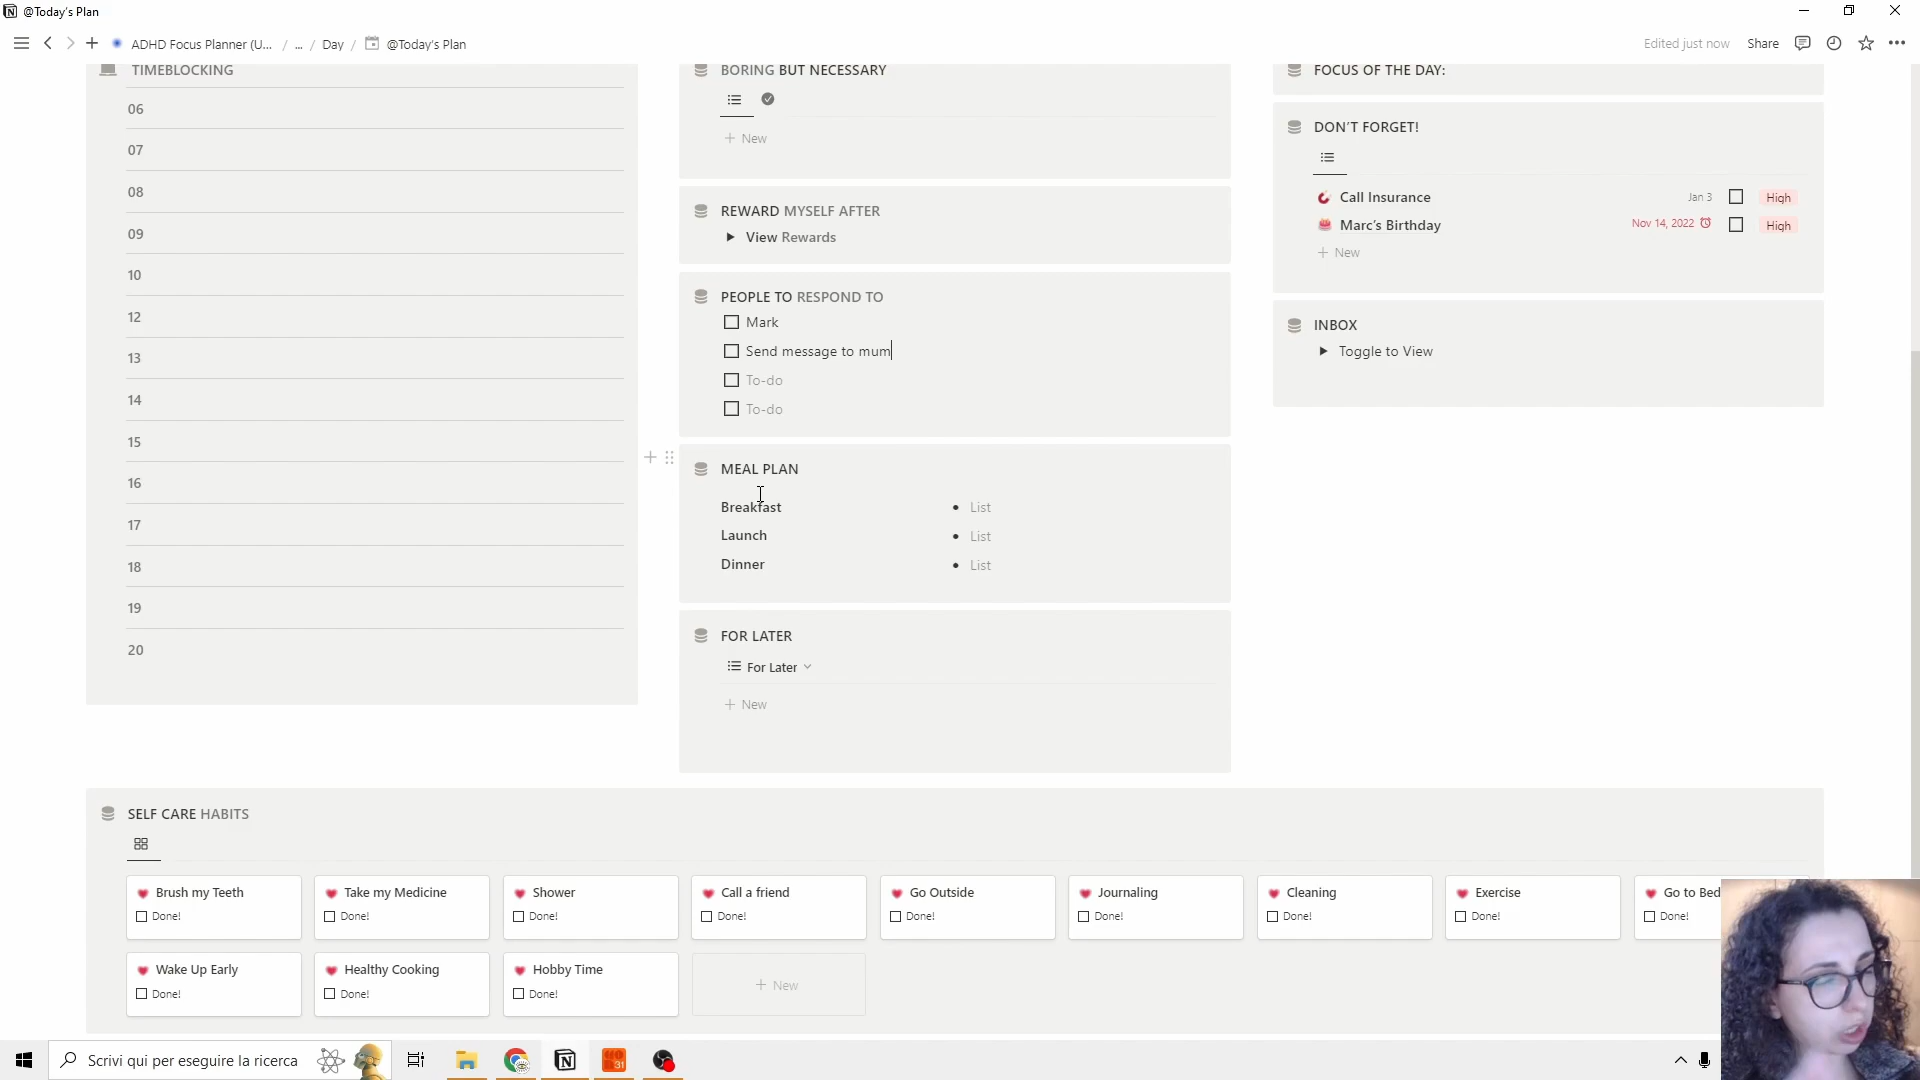 @Today's Plan
ADHD Focus Planner (U... / ... / Day / @Today's Plan
Edited just now Share
TIMEBLOCKING
06
07
08
09
10
12
13
14
15
16
17
18
19
20
BORING BUT NECESSARY
+ New
REWARD MYSELF AFTER
View Rewards
PEOPLE TO RESPOND TO
Mark
Send message to mum
To-do
To-do
MEAL PLAN
Breakfast • List
Launch • List
Dinner • List
FOR LATER
For Later
+ New
FOCUS OF THE DAY:
DON'T FORGET!
Call Insurance Jan 3 High
Marc's Birthday Nov 14, 2022 High
+ New
INBOX
Toggle to View
SELF CARE HABITS
Brush my Teeth Take my Medicine Shower Call a friend Go Outside Journaling Cleaning Exercise Go to Bed
Done! Done! Done! Done! Done! Done! Done! Done! Done!
Wake Up Early Healthy Cooking Hobby Time
Done! Done! Done!
+ New
Scrivi qui per eseguire la ricerca
31